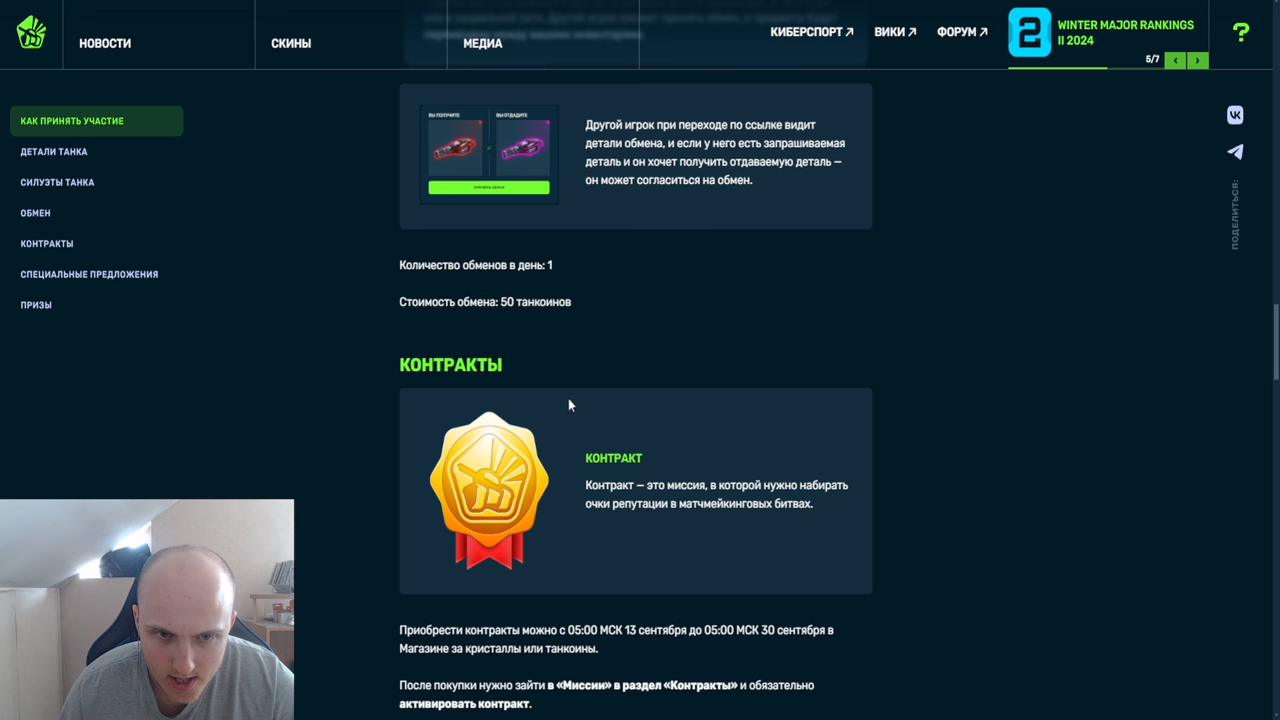 НОВОСТИ
СКИНЫ
МЕДИА
КИБЕРСПОРТ
ВИКИ
ФОРУМ
2
WINTER MAJOR RANKINGS
II 2024
5/7
?
КАК ПРИНЯТЬ УЧАСТИЕ
ДЕТАЛИ ТАНКА
СИЛУЭТЫ ТАНКА
ОБМЕН
КОНТРАКТЫ
СПЕЦИАЛЬНЫЕ ПРЕДЛОЖЕНИЯ
ПРИЗЫ
ВЫ ПОЛУЧИТЕ
ВЫ ОТДАДИТЕ
Другой игрок при переходе по ссылке видит
детали обмена, и если у него есть запрашиваемая
деталь и он хочет получить отдаваемую деталь —
он может согласиться на обмен.
Количество обменов в день: 1
Стоимость обмена: 50 танкоинов
КОНТРАКТЫ
КОНТРАКТ
Контракт — это миссия, в которой нужно набирать
очки репутации в матчмейкинговых битвах.
Приобрести контракты можно с 05:00 МСК 13 сентября до 05:00 МСК 30 сентября в
Магазине за кристаллы или танкоины.
После покупки нужно зайти в «Миссии» в раздел «Контракты» и обязательно
активировать контракт.
ПОДЕЛИТЬСЯ: